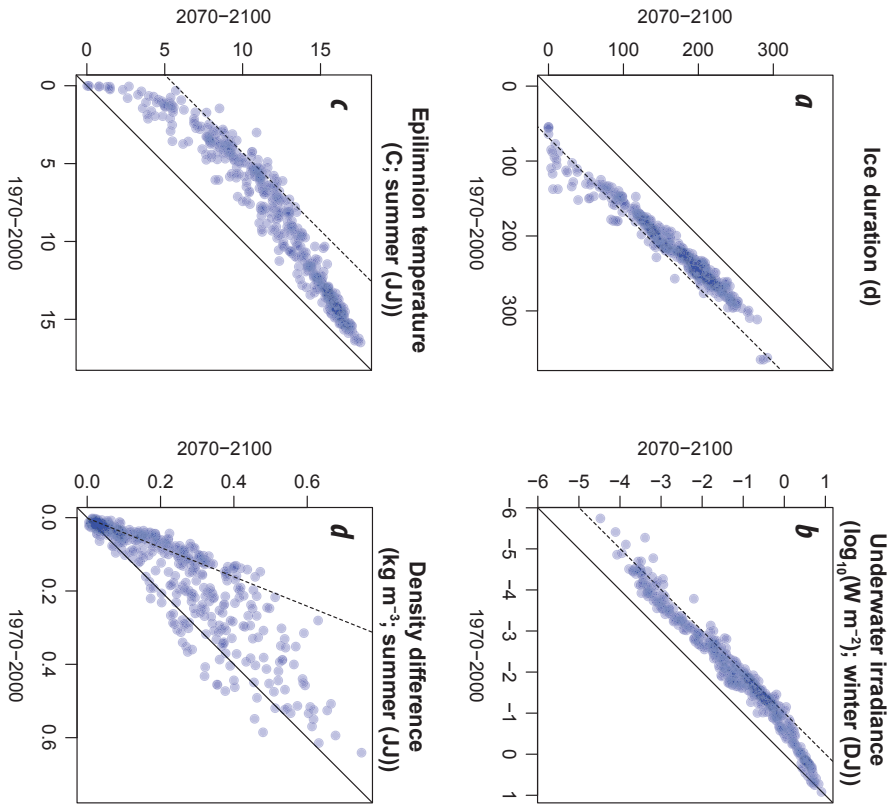 Ice duration (d)
a
2070−2100
0 100 200 300
0 100 200 300
1970−2000
Underwater irradiance
(log₁₀(W m⁻²); winter (DJ))
b
2070−2100
−6 −5 −4 −3 −2 −1 0 1
−6 −5 −4 −3 −2 −1 0 1
1970−2000
Epilimnion temperature
(C; summer (JJ))
c
2070−2100
0 5 10 15
0 5 10 15
1970−2000
Density difference
(kg m⁻³; summer (JJ))
d
2070−2100
0.0 0.2 0.4 0.6
0.0 0.2 0.4 0.6
1970−2000